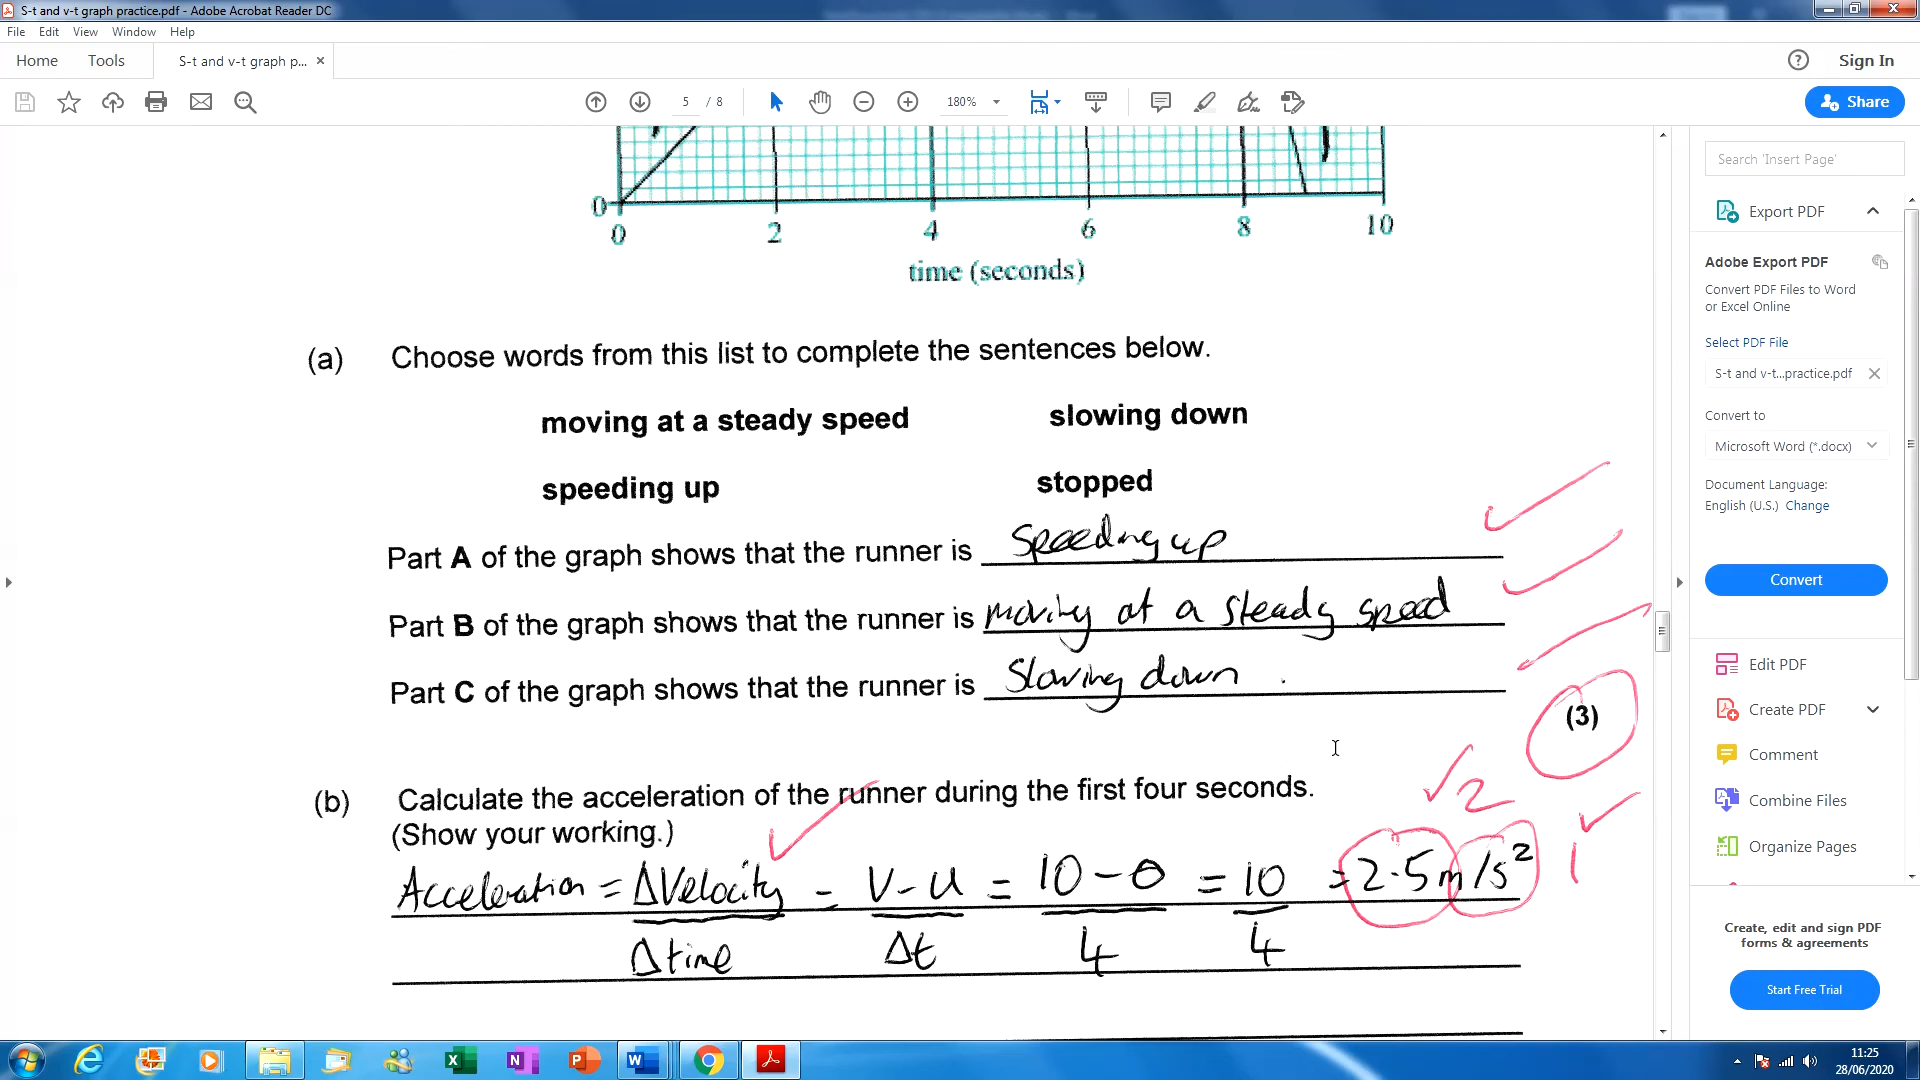 S-t and v-t graph practice.pdf - Adobe Acrobat Reader DC
File Edit View Window Help
Home Tools S-t and v-t graph p... × Sign In
5 / 8 180% Share
0
0 2 4 6 8 10
time (seconds)
(a) Choose words from this list to complete the sentences below.
moving at a steady speed slowing down
speeding up stopped
Part A of the graph shows that the runner is speeding up
Part B of the graph shows that the runner is moving at a steady speed
Part C of the graph shows that the runner is slowing down.
(3)
(b) Calculate the acceleration of the runner during the first four seconds.
(Show your working.)
2
1
Acceleration = ΔVelocity = V-u = 10-0 = 10 = 2.5m/s²
Δtime Δt 4 4
Search 'Insert Page'
Export PDF
Adobe Export PDF
Convert PDF Files to Word
or Excel Online
Select PDF File
S-t and v-t...practice.pdf ×
Convert to
Microsoft Word (*.docx)
Document Language:
English (U.S.) Change
Convert
Edit PDF
Create PDF
Comment
Combine Files
Organize Pages
Create, edit and sign PDF
forms & agreements
Start Free Trial
11:25
28/06/2020